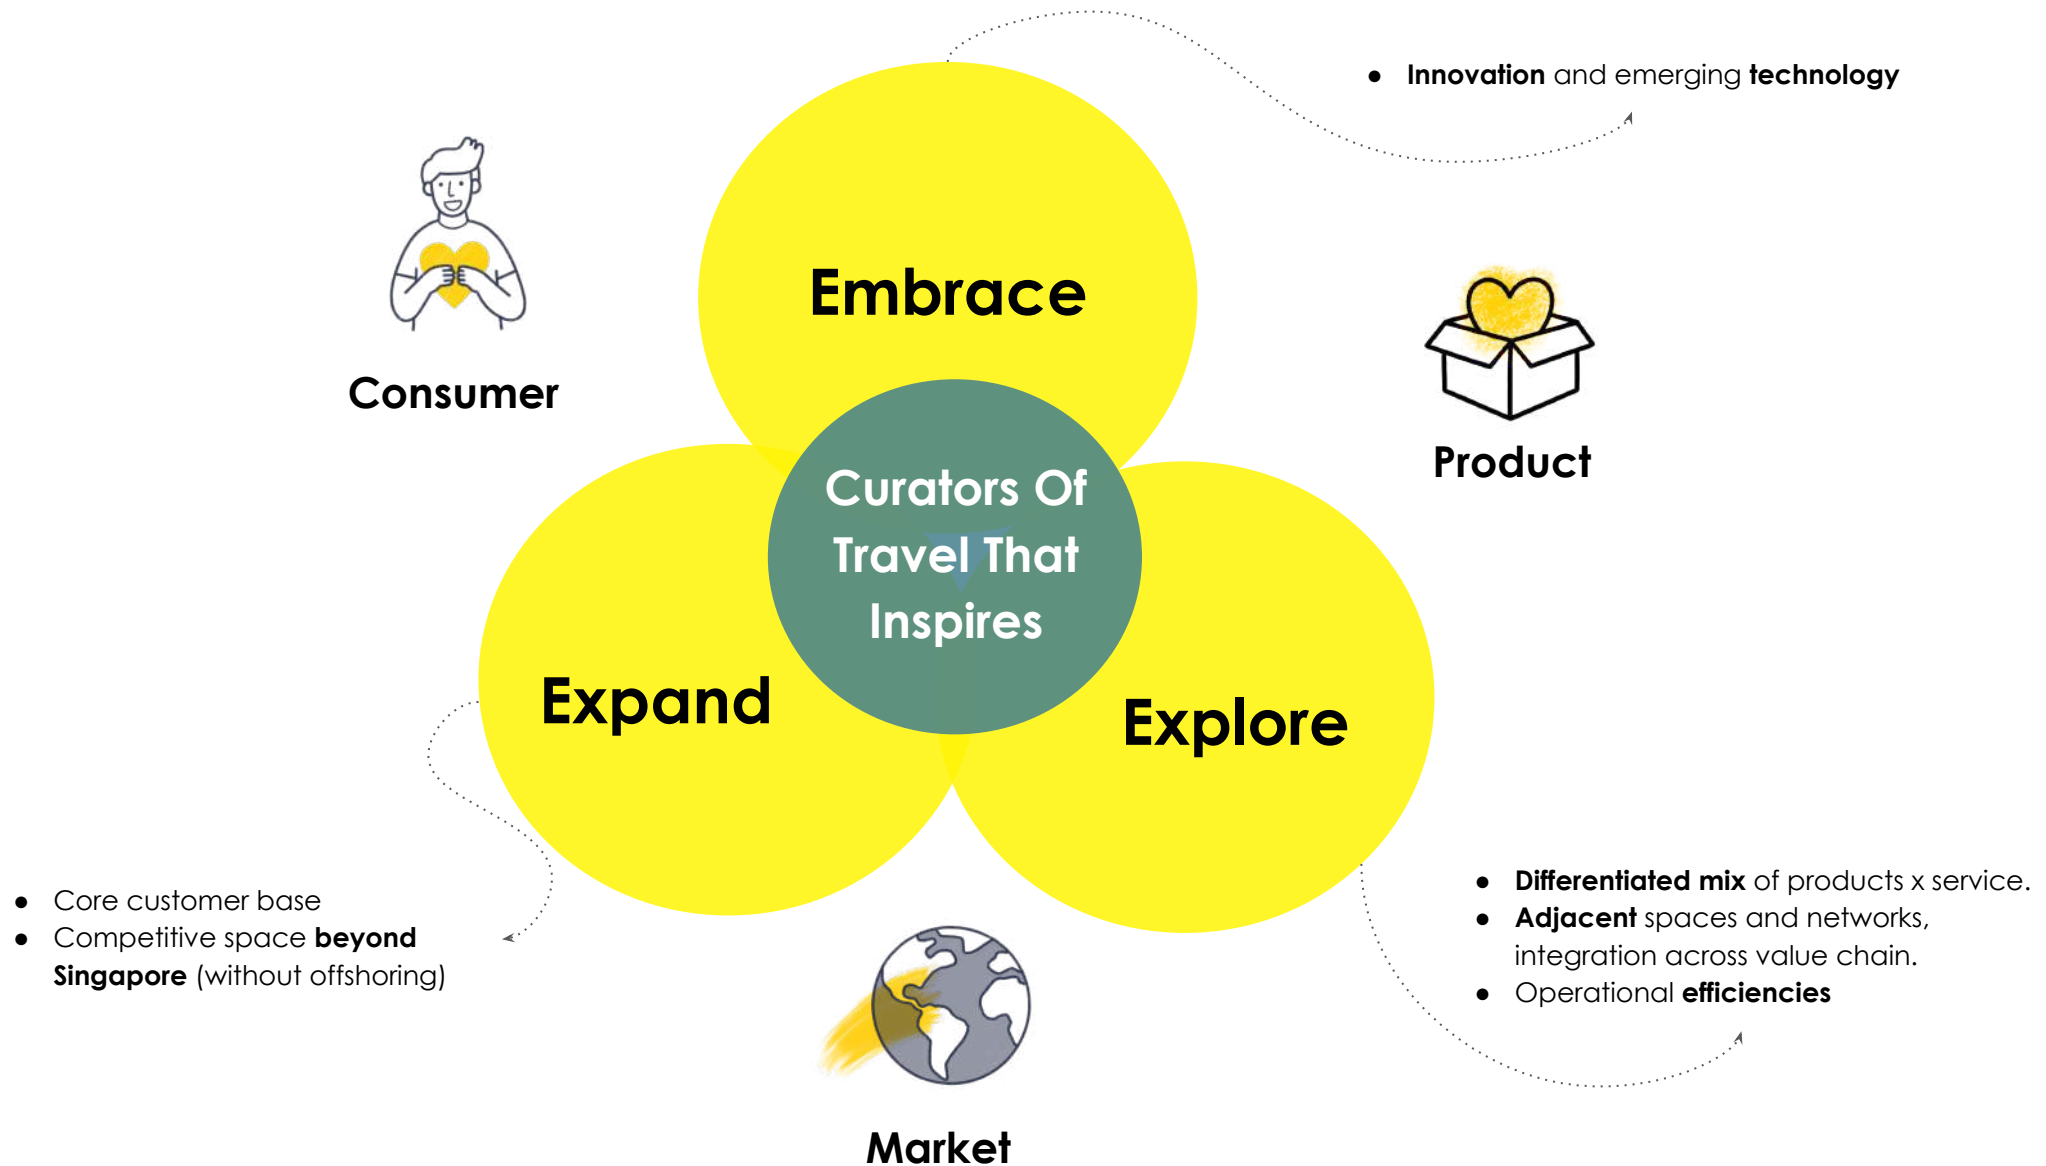 ● Innovation and emerging technology
Embrace
Consumer
Product
Curators Of
Travel That
Inspires
Expand
Explore
● Core customer base
● Competitive space beyond
Singapore (without offshoring)
● Differentiated mix of products x service.
● Adjacent spaces and networks,
integration across value chain.
● Operational efficiencies
Market